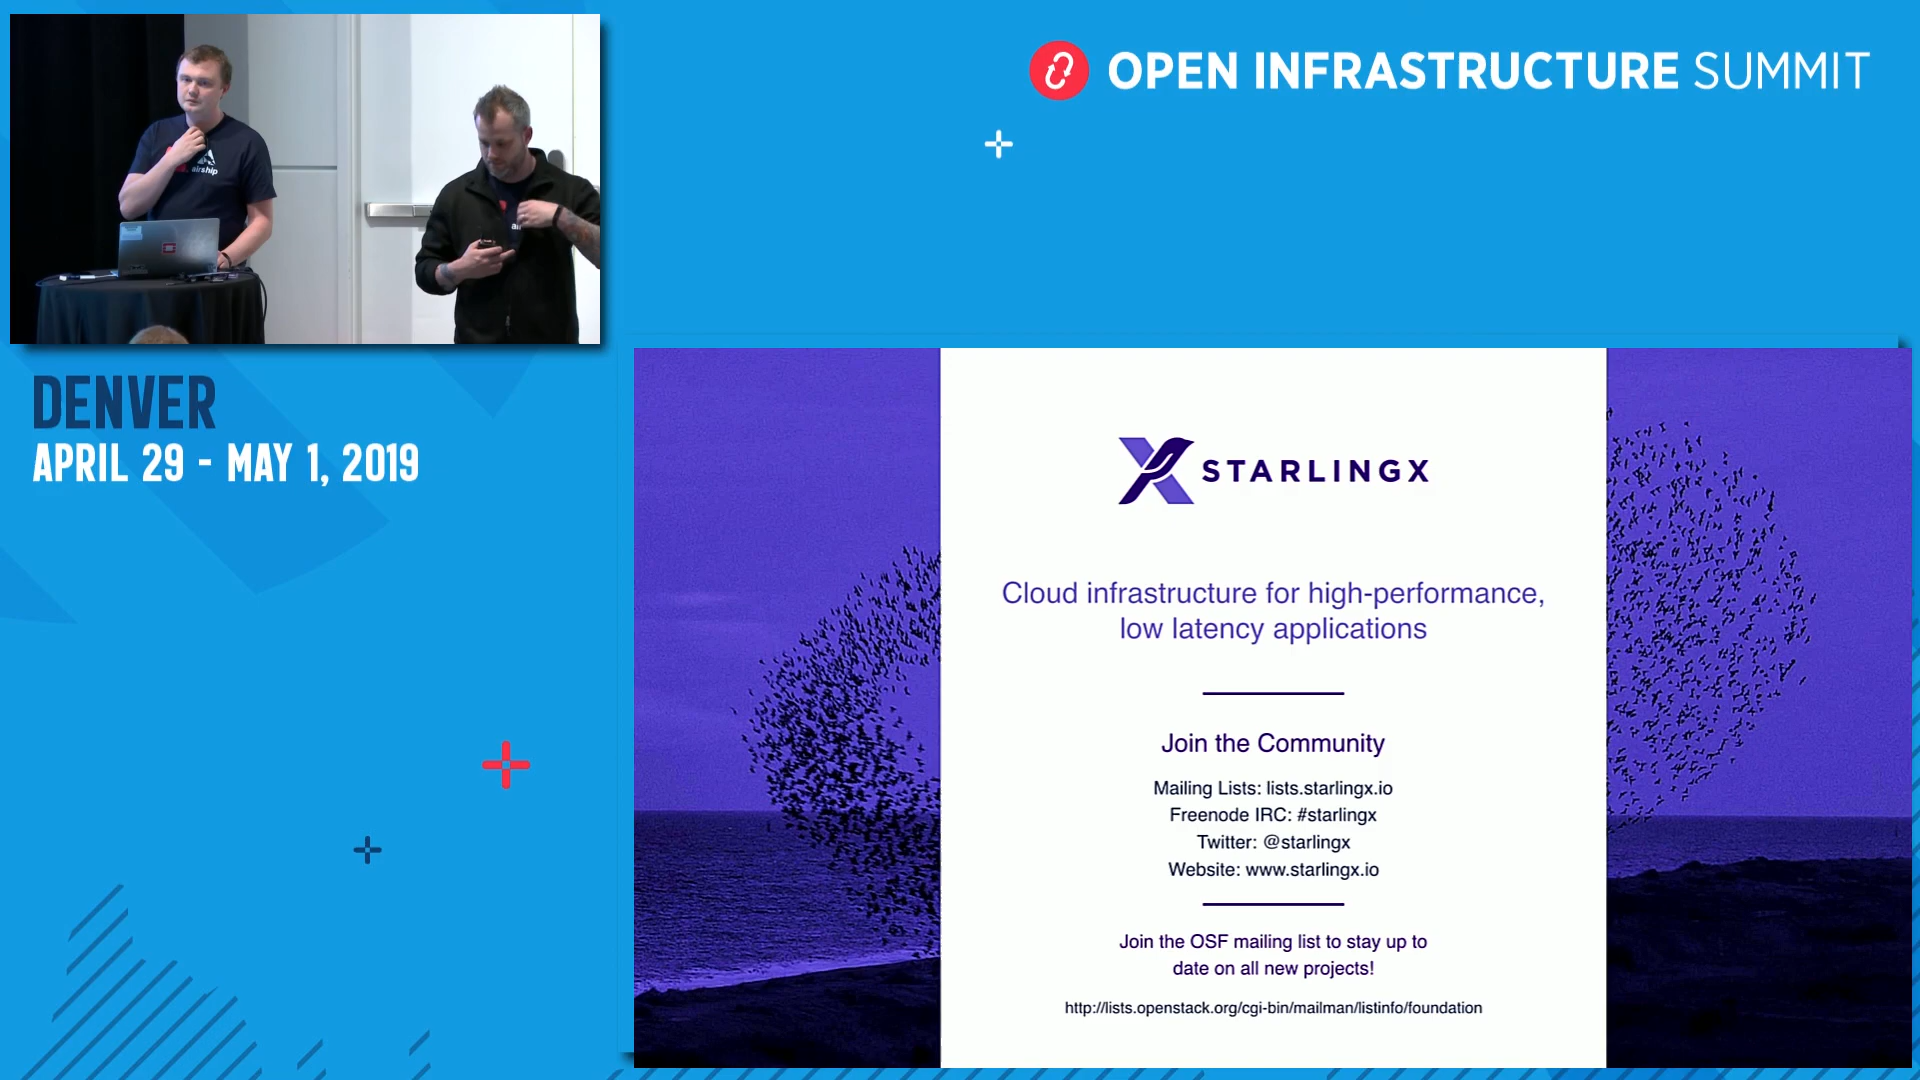 OPEN INFRASTRUCTURE SUMMIT
airship
DENVER
APRIL 29 - MAY 1, 2019
STARLINGX
Cloud infrastructure for high-performance,
low latency applications
Join the Community
Mailing Lists: lists.starlingx.io
Freenode IRC: #starlingx
Twitter: @starlingx
Website: www.starlingx.io
Join the OSF mailing list to stay up to
date on all new projects!
http://lists.openstack.org/cgi-bin/mailman/listinfo/foundation